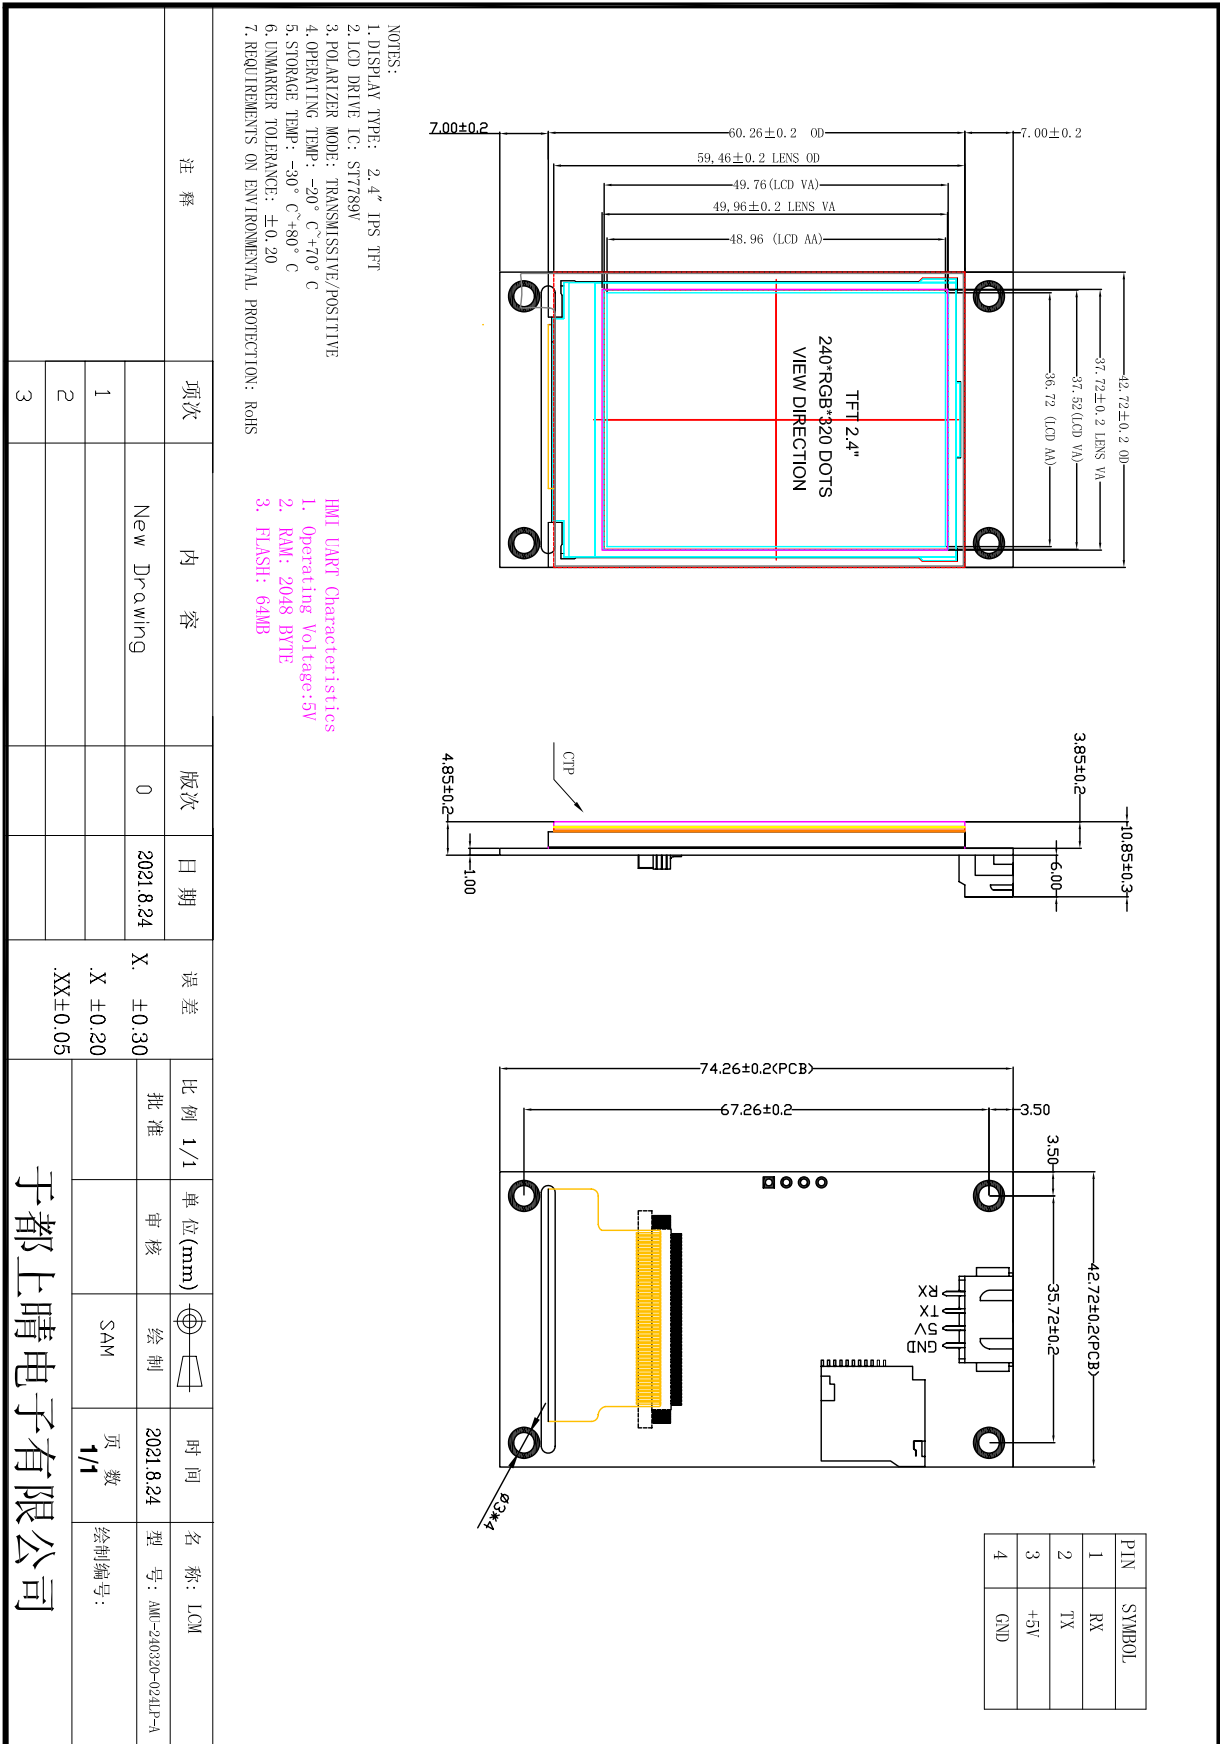 7.00±0.2
60.26±0.2 OD
7.00±0.2
59,46±0.2 LENS OD
49.76(LCD VA)
49,96±0.2 LENS VA
48.96 (LCD AA)
42.72±0.2 OD
37.72±0.2 LENS VA
37.52(LCD VA)
36.72 (LCD AA)
TFT 2.4"
240*RGB*320 DOTS
VIEW DIRECTION
CTP
3.85±0.2
4.85±0.2
10.85±0.3
6.00
1.00
74.26±0.2(PCB)
67.26±0.2
3.50
3.50
42.72±0.2(PCB)
35.72±0.2
RX
TX
5V
GND
ø3*4
PIN SYMBOL
1 RX
2 TX
3 +5V
4 GND
NOTES:
1. DISPLAY TYPE: 2.4" IPS TFT
2. LCD DRIVE IC: ST7789V
3. POLARIZER MODE: TRANSMISSIVE/POSITIVE
4. OPERATING TEMP: -20° C~+70° C
5. STORAGE TEMP: -30° C~+80° C
6. UNMARKER TOLERANCE: ±0.20
7. REQUIREMENTS ON ENVIRONMENTAL PROTECTION: RoHS
HMI UART Characteristics
1. Operating Voltage:5V
2. RAM: 2048 BYTE
3. FLASH: 64MB
注 释
项次 内 容 版次 日 期
New Drawing 0 2021.8.24
1
2
3
误 差
X. ±0.30
.X ±0.20
.XX±0.05
比 例 1/1 单 位(mm)
时 间
名 称: LCM
批 准 审 核 绘 制 2021.8.24
型 号: AMU-240320-024LP-A
SAM
页 数
1/1
绘制编号:
于都上晴电子有限公司